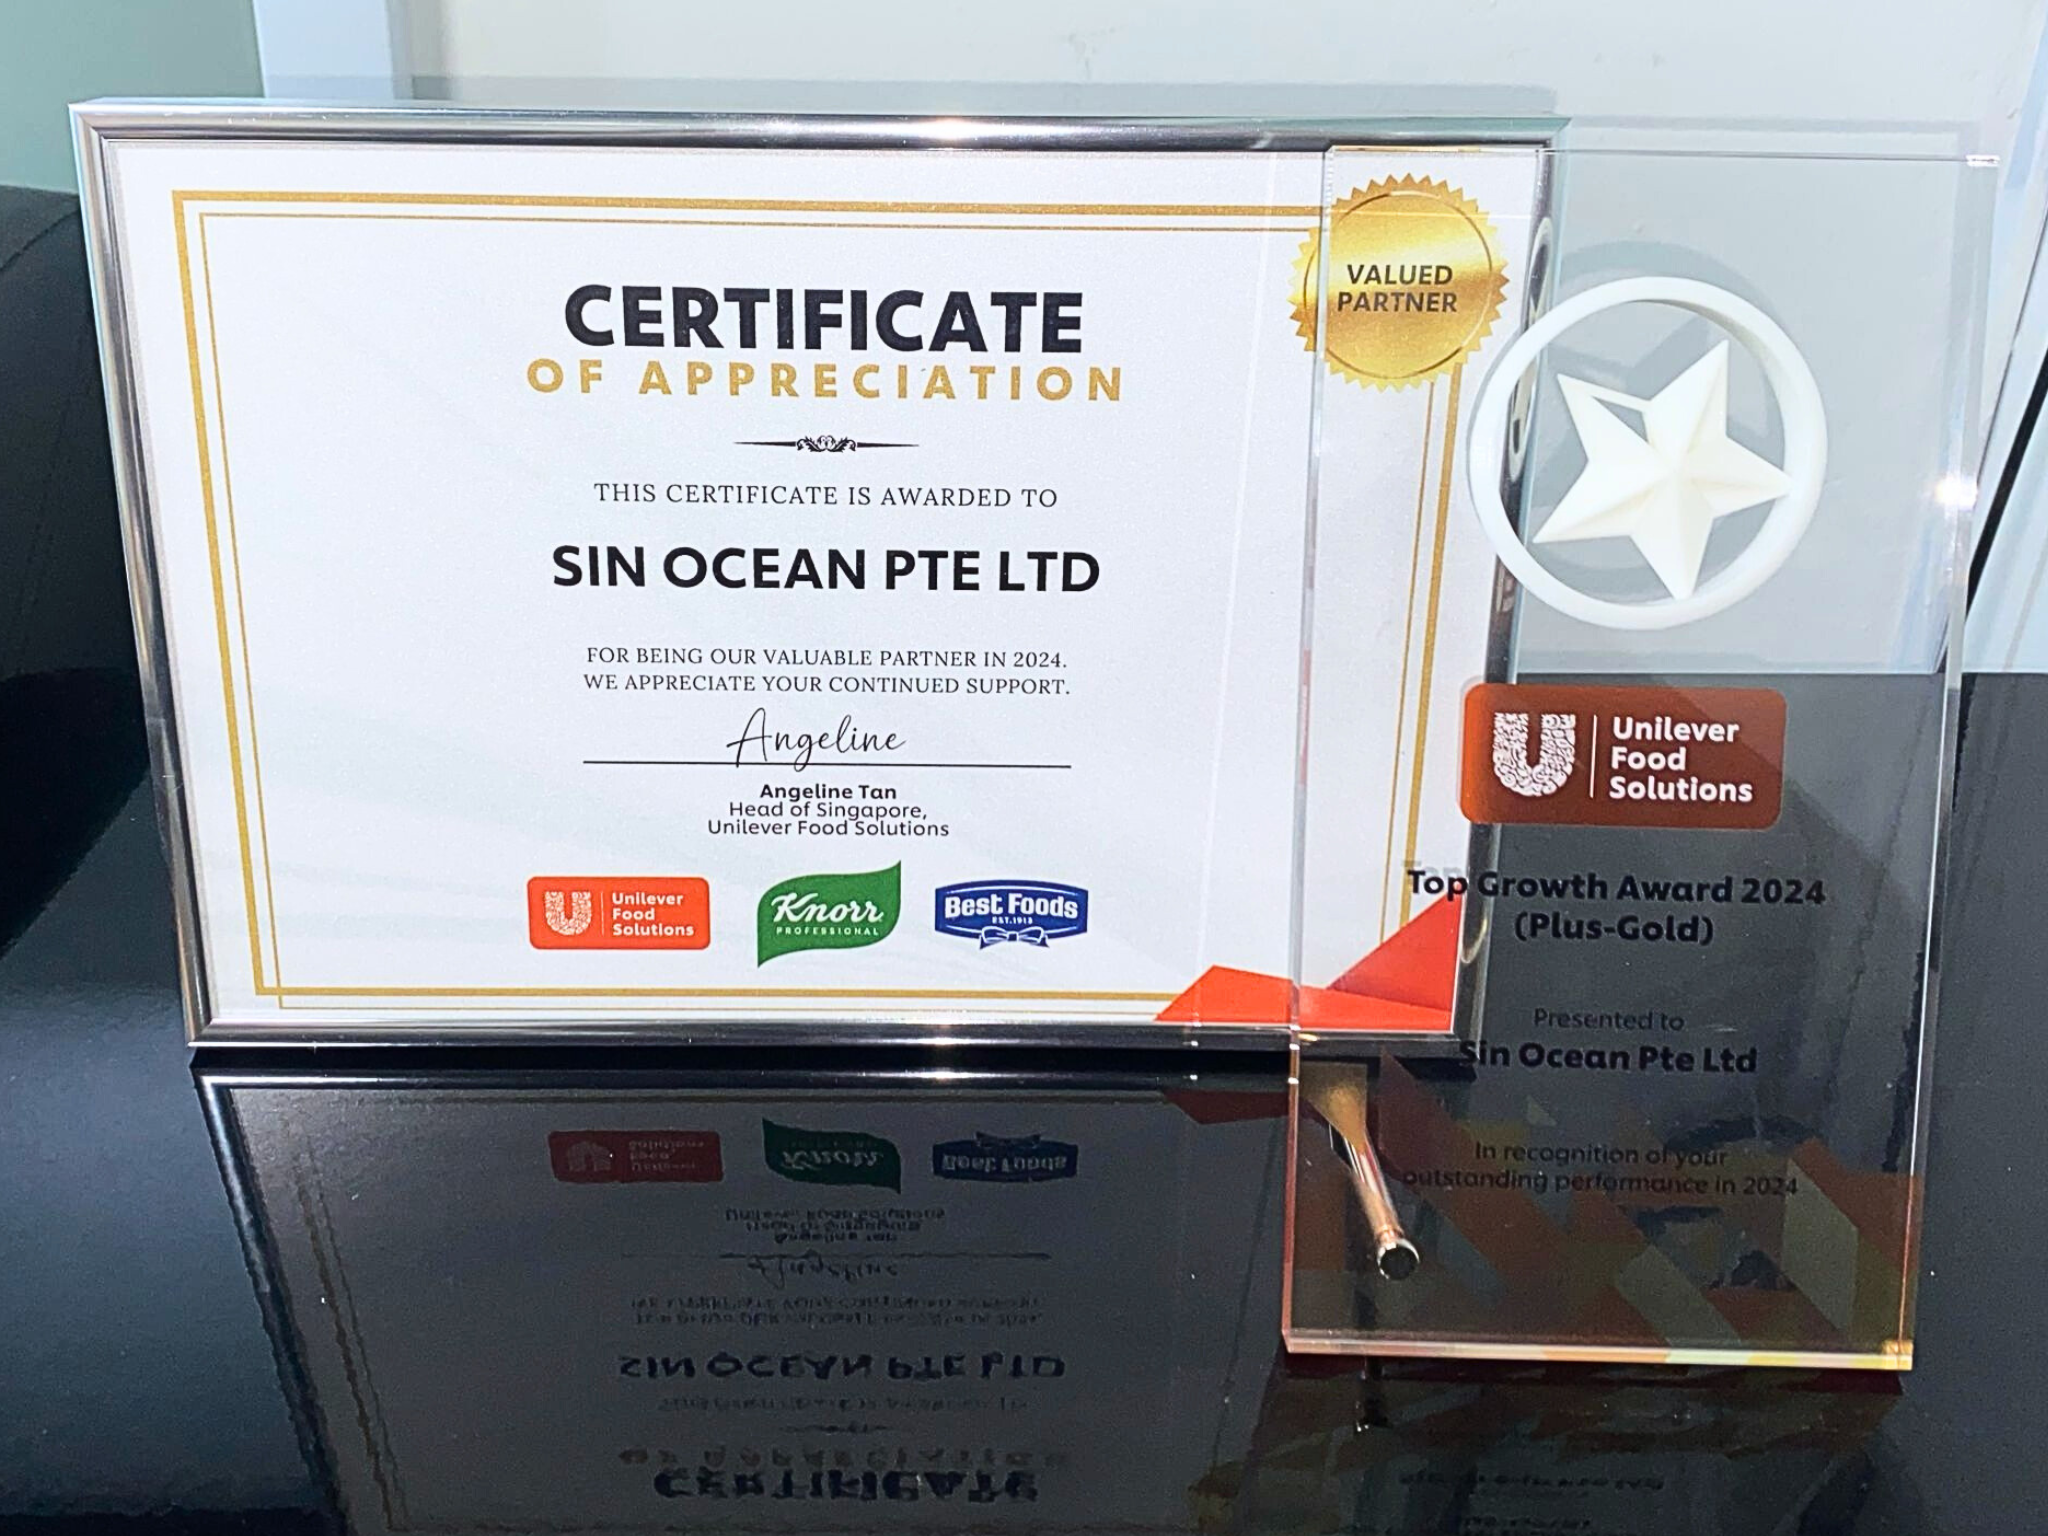 CERTIFICATE
OF APPRECIATION
THIS CERTIFICATE IS AWARDED TO
SIN OCEAN PTE LTD
FOR BEING OUR VALUABLE PARTNER IN 2024.
WE APPRECIATE YOUR CONTINUED SUPPORT.
Angeline
Angeline Tan
Head of Singapore,
Unilever Food Solutions
Unilever
Food
Solutions
Knorr
PROFESSIONAL
Best Foods
EST.1913
VALUED
PARTNER
Unilever
Food
Solutions
Top Growth Award 2024
(Plus-Gold)
Presented to
Sin Ocean Pte Ltd
In recognition of your
outstanding performance in 2024